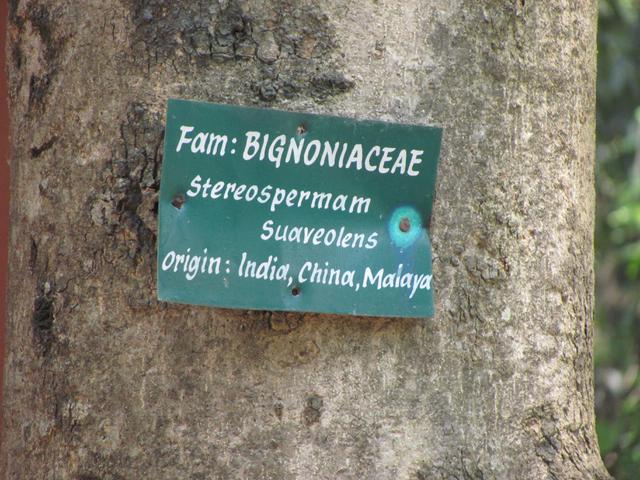 Fam: BIGNONIACEAE
Stereospermam
Suaveolens
Origin: India, China, Malaya